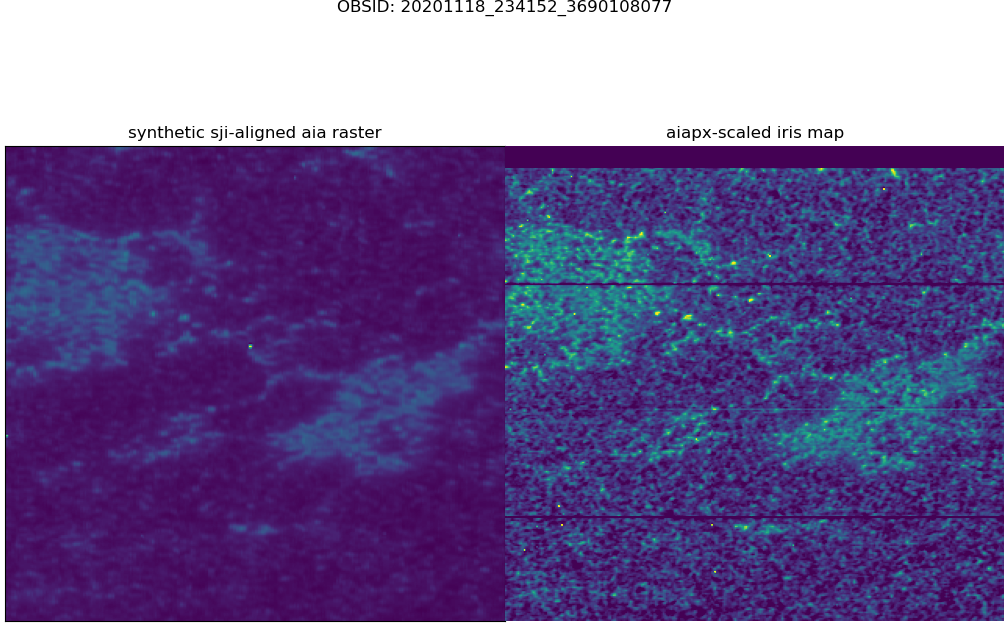 OBSID: 20201118_234152_3690108077
synthetic sji-aligned aia raster
aiapx-scaled iris map